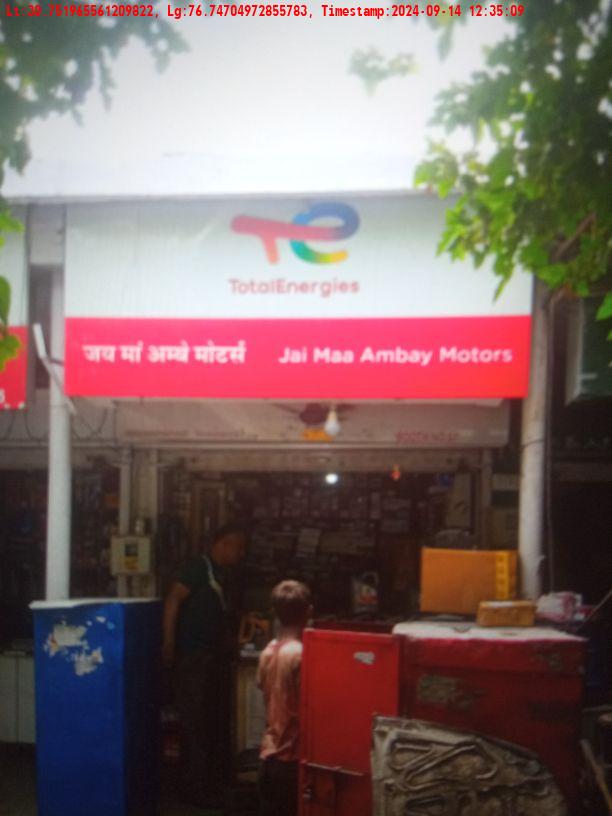 Lt:30.751965561209822, Lg:76.74704972855783, Timestamp:2024-09-14 12:35:09
TotalEnergies
जय मां अम्बे मोटर्स Jai Maa Ambay Motors